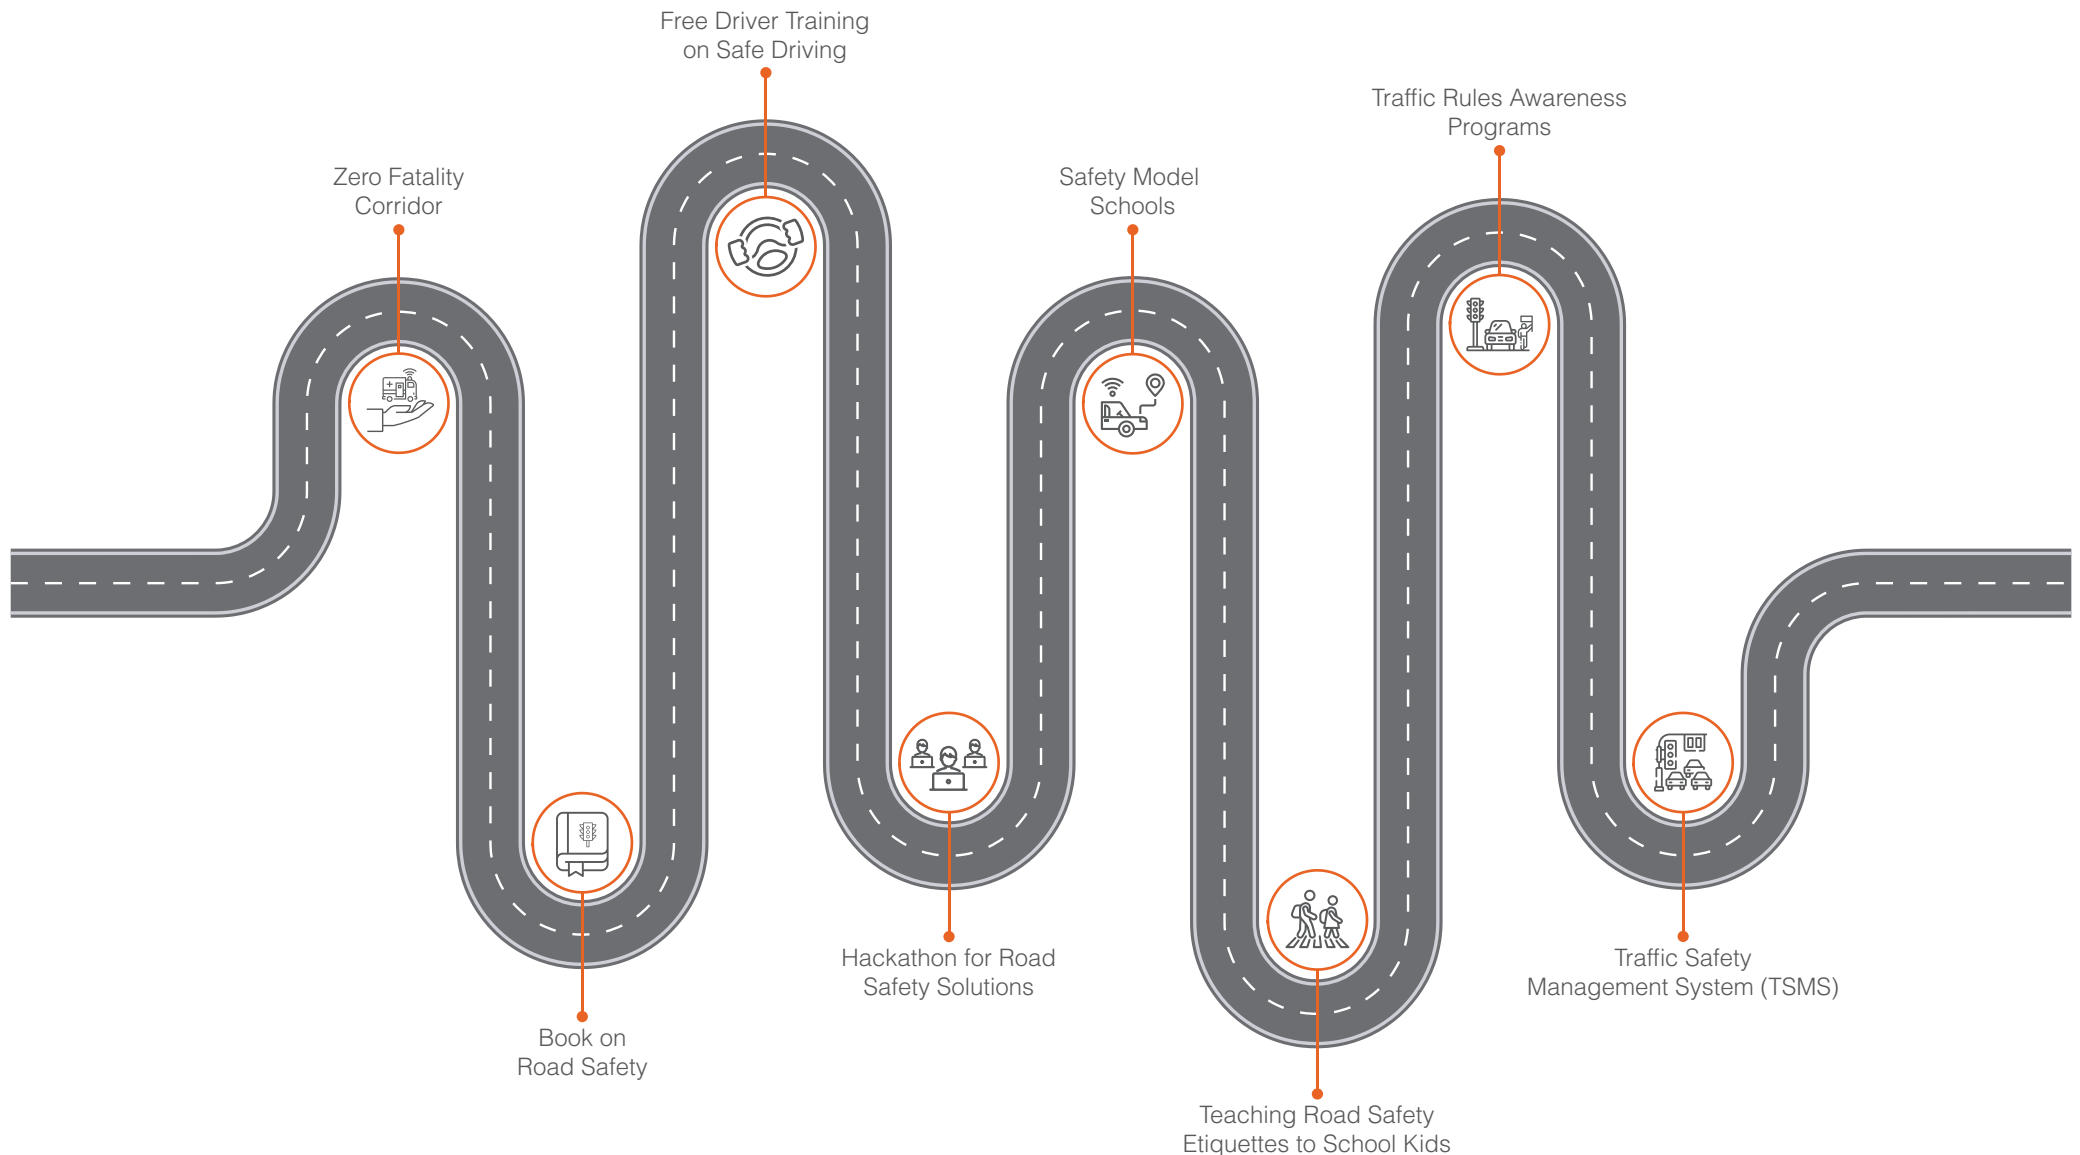 Free Driver Training
on Safe Driving
Traffic Rules Awareness
Programs
Zero Fatality
Corridor
Safety Model
Schools
Hackathon for Road
Safety Solutions
Traffic Safety
Management System (TSMS)
Book on
Road Safety
Teaching Road Safety
Etiquettes to School Kids